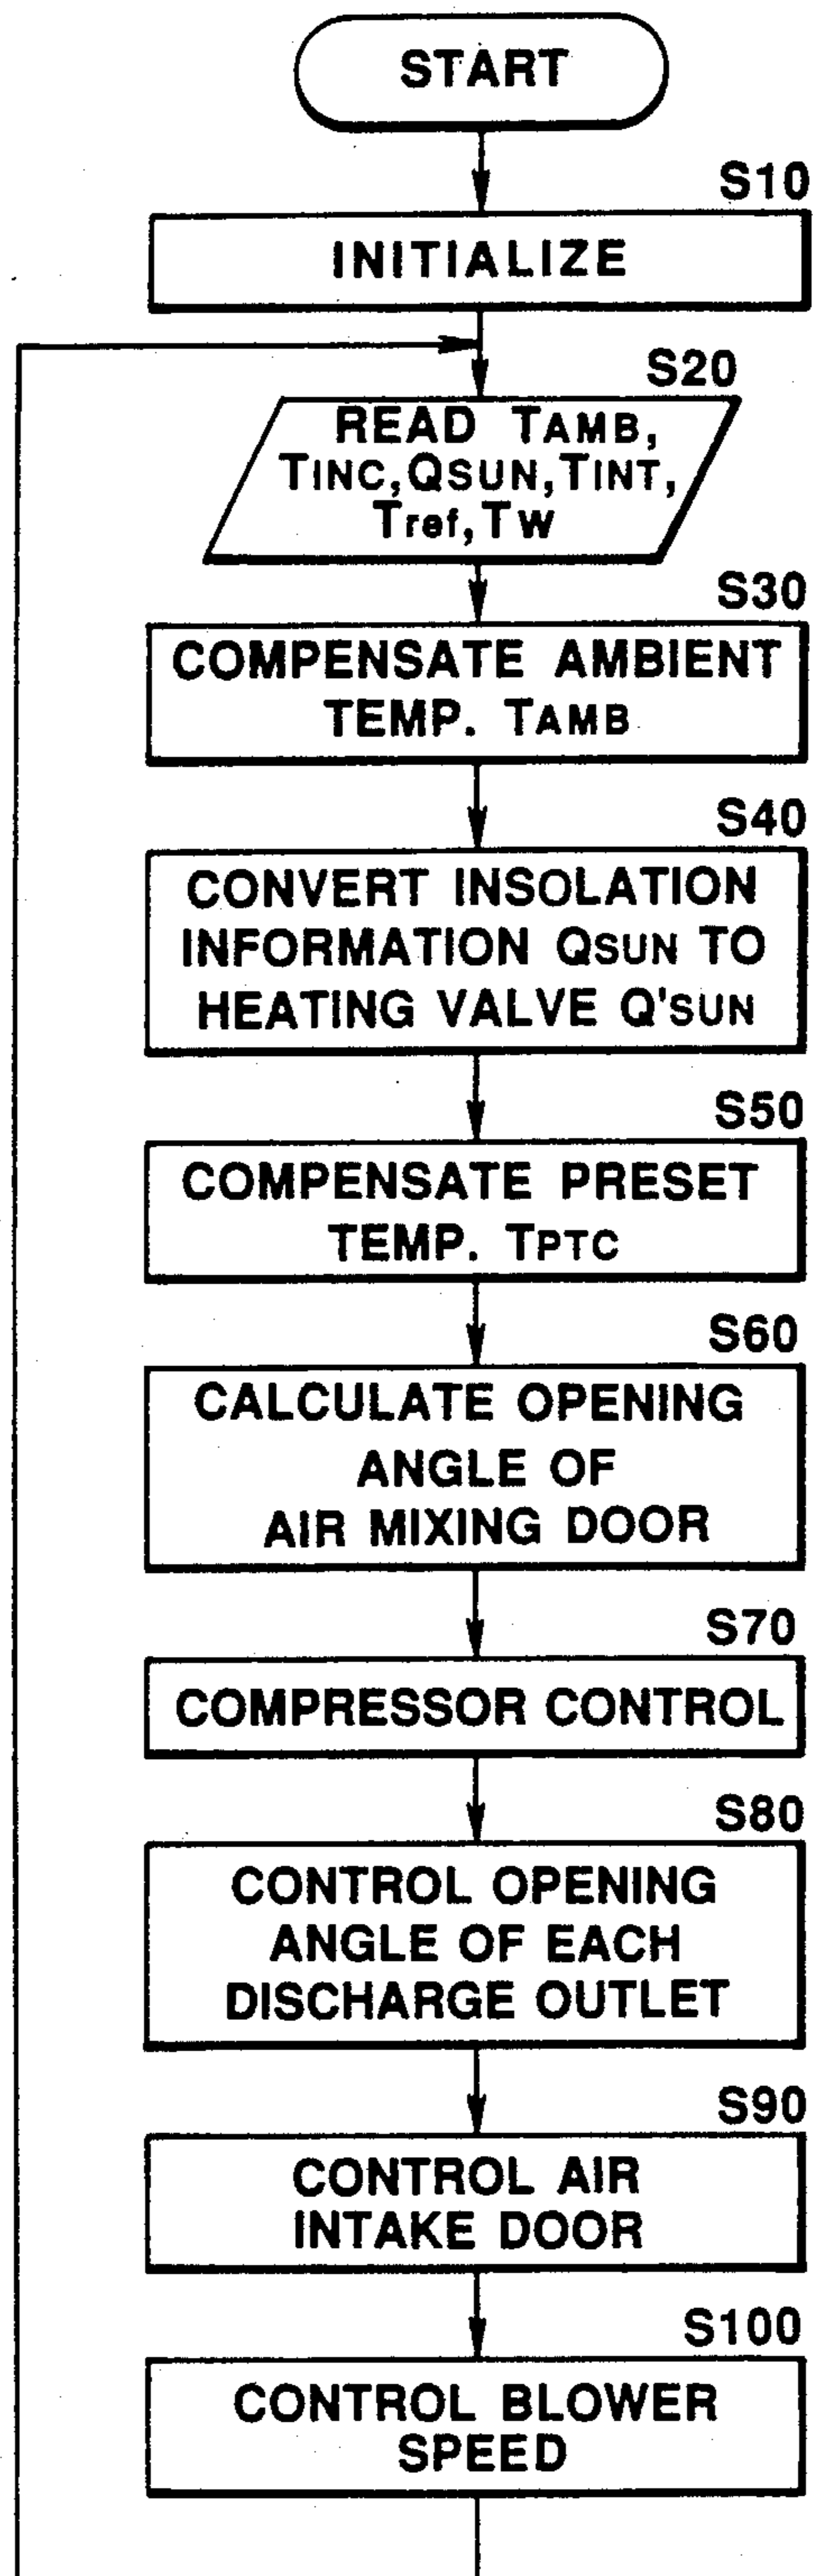 START
S10
INITIALIZE
S20
READ TAMB,
TINC,QSUN,TINT,
Tref,TW
S30
COMPENSATE AMBIENT
TEMP. TAMB
S40
CONVERT INSOLATION
INFORMATION QSUN TO
HEATING VALVE Q'SUN
S50
COMPENSATE PRESET
TEMP. TPTC
S60
CALCULATE OPENING
ANGLE OF
AIR MIXING DOOR
S70
COMPRESSOR CONTROL
S80
CONTROL OPENING
ANGLE OF EACH
DISCHARGE OUTLET
S90
CONTROL AIR
INTAKE DOOR
S100
CONTROL BLOWER
SPEED